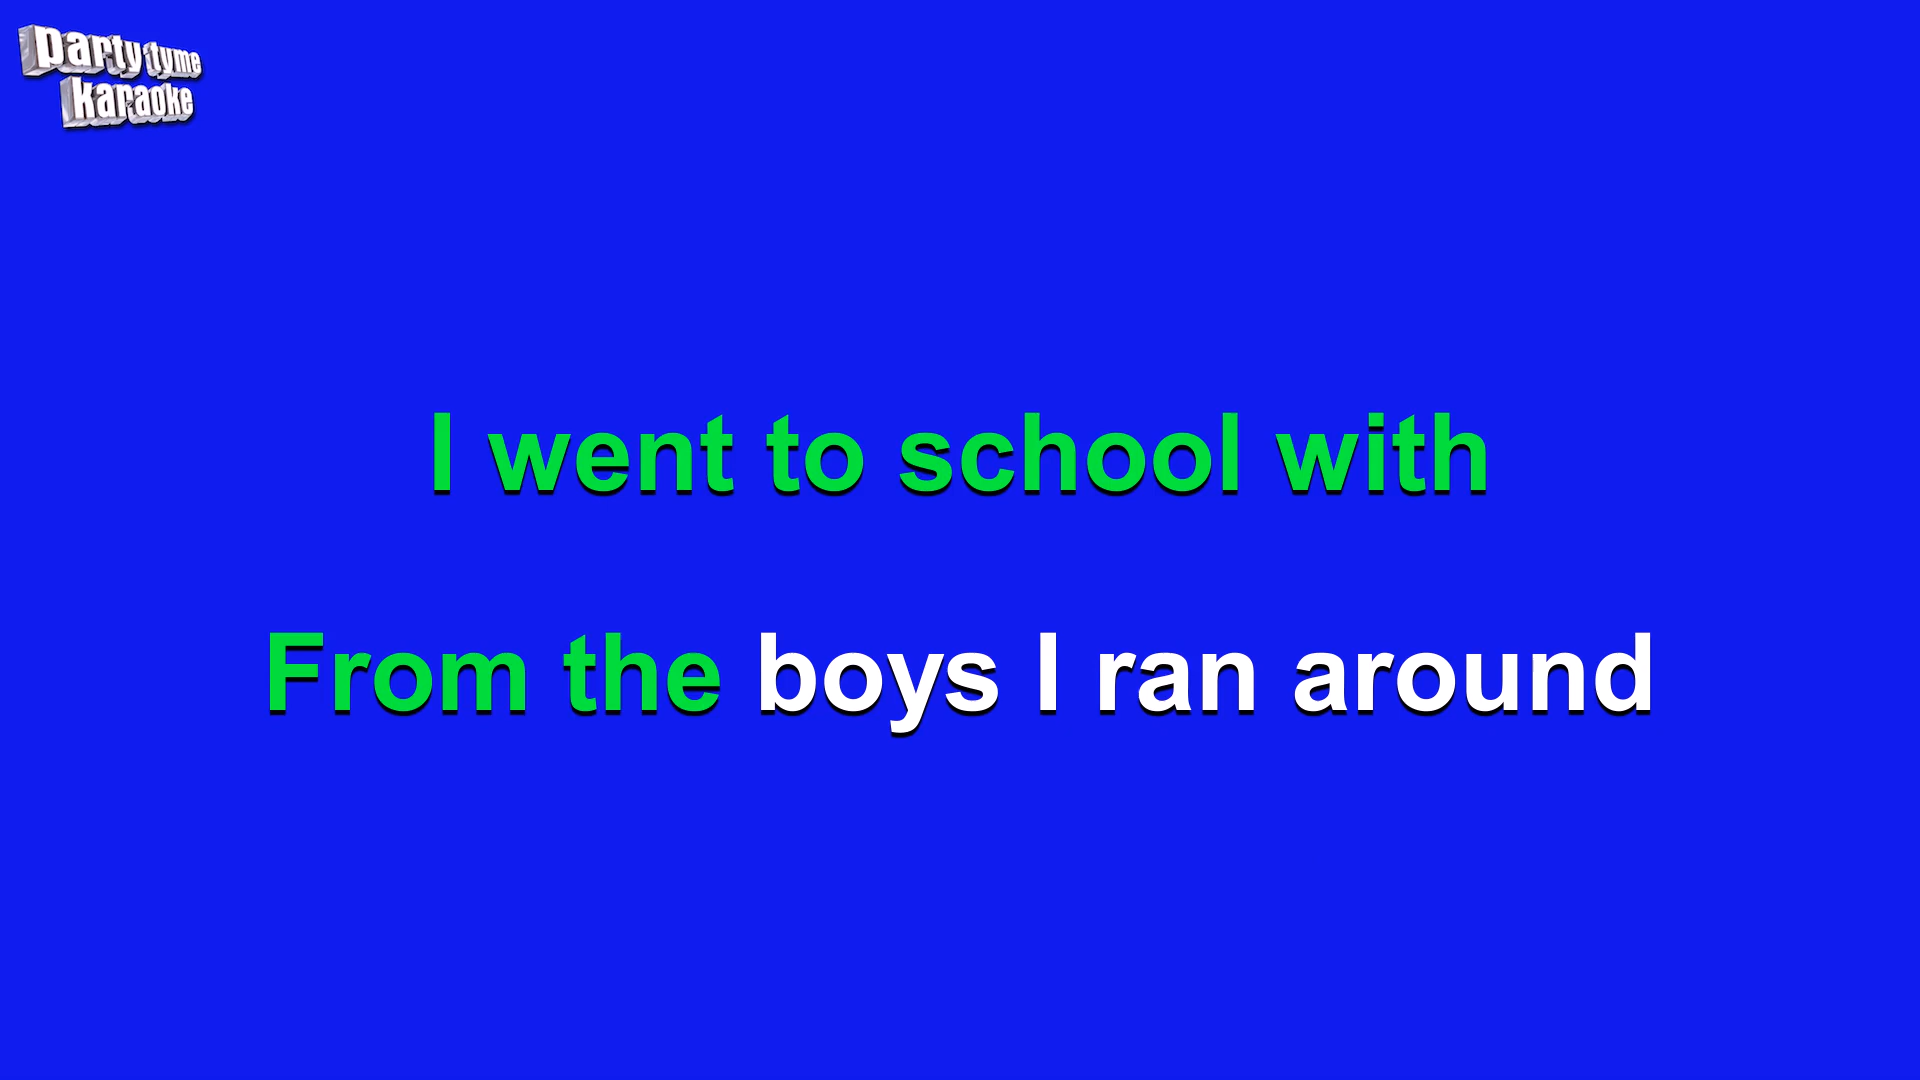 party tyme
karaoke
I went to school with
From the boys I ran around